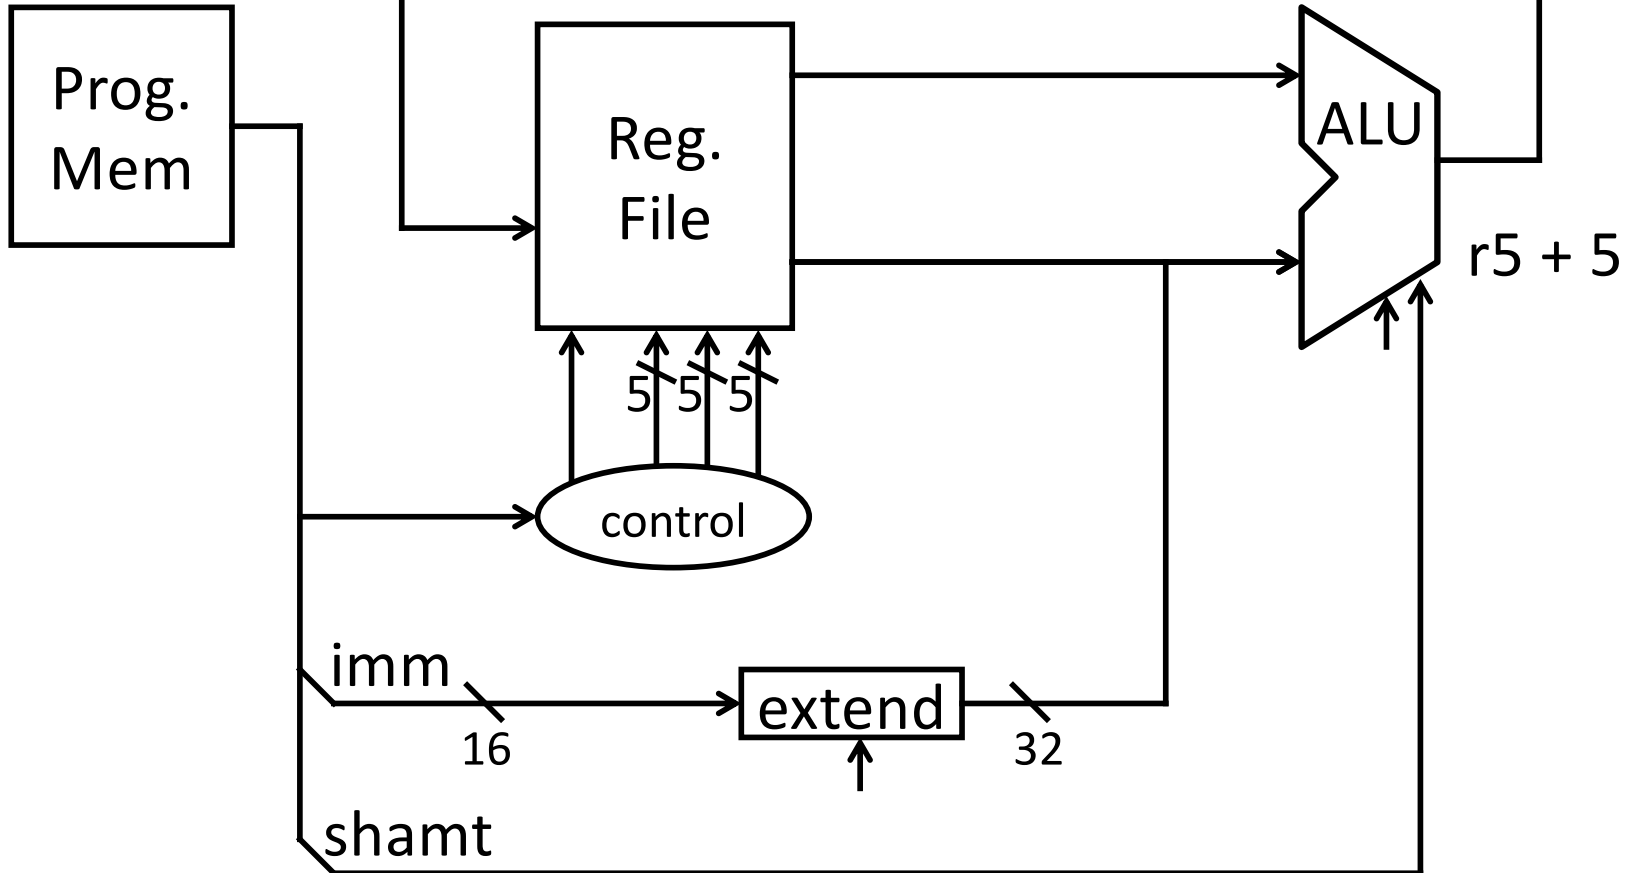 Prog.
Mem
Reg.
File
ALU
r5 + 5
5 5 5
control
imm
16
extend
32
shamt